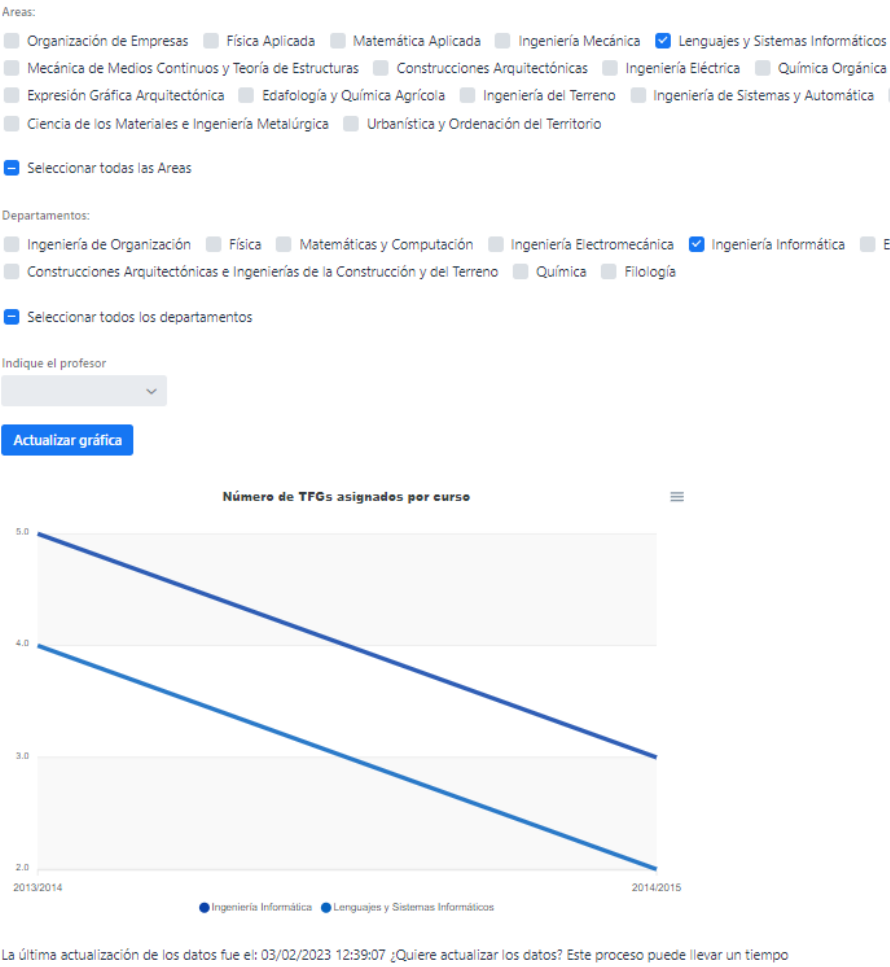 Areas:
Organización de Empresas Física Aplicada Matemática Aplicada Ingeniería Mecánica Lenguajes y Sistemas Informáticos
Mecánica de Medios Continuos y Teoría de Estructuras Construcciones Arquitectónicas Ingeniería Eléctrica Química Orgánica
Expresión Gráfica Arquitectónica Edafología y Química Agrícola Ingeniería del Terreno Ingeniería de Sistemas y Automática
Ciencia de los Materiales e Ingeniería Metalúrgica Urbanística y Ordenación del Territorio
Seleccionar todas las Areas
Departamentos:
Ingeniería de Organización Física Matemáticas y Computación Ingeniería Electromecánica Ingeniería Informática E
Construcciones Arquitectónicas e Ingenierías de la Construcción y del Terreno Química Filología
Seleccionar todos los departamentos
Indique el profesor
Actualizar gráfica
Número de TFGs asignados por curso
5.0
4.0
3.0
2.0
2013/2014 2014/2015
Ingeniería Informática Lenguajes y Sistemas Informáticos
La última actualización de los datos fue el: 03/02/2023 12:39:07 ¿Quiere actualizar los datos? Este proceso puede llevar un tiempo